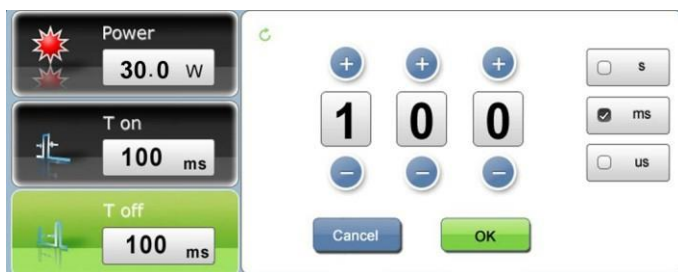 Power
30.0 W
T on
100 ms
T off
100 ms
+ + +
1 0 0
− − −
s
ms
us
Cancel
OK